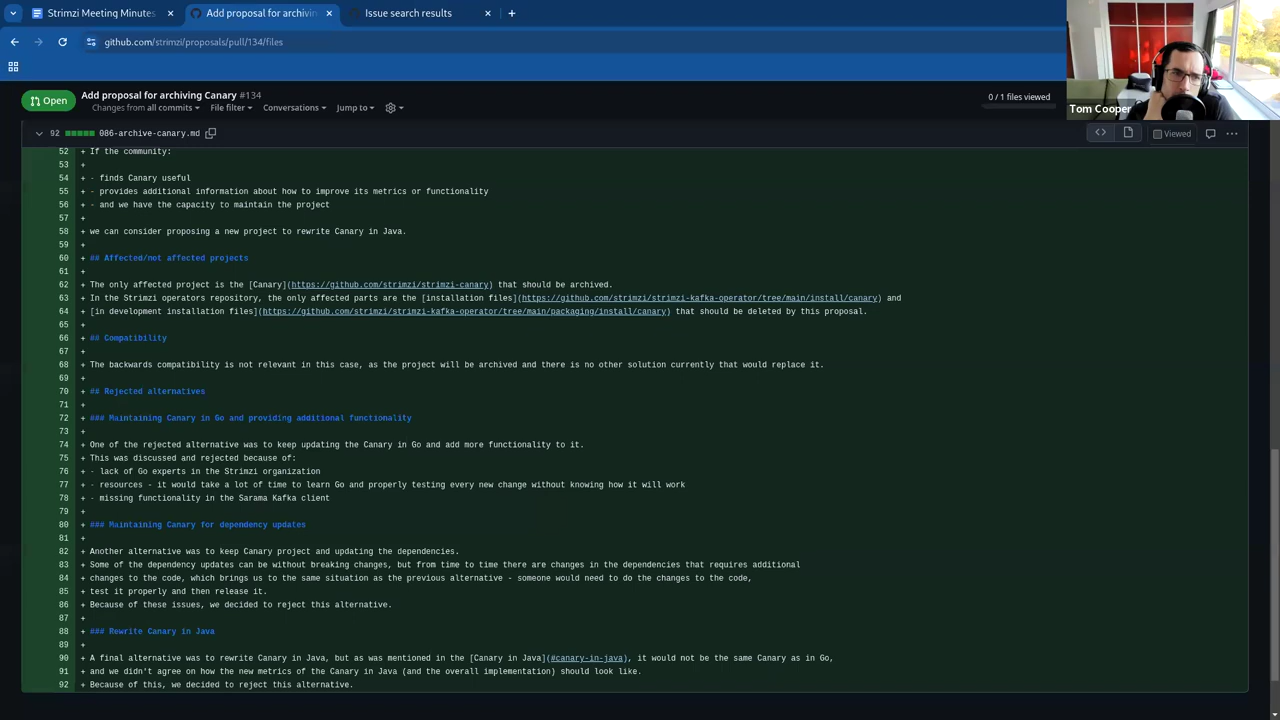 Strimzi Meeting Minutes
Add proposal for archivin
Issue search results
github.com/strimzi/proposals/pull/134/files
Open
Add proposal for archiving Canary #134
Changes from all commits
File filter
Conversations
Jump to
0 / 1 files viewed
Tom Cooper
92 086-archive-canary.md
Viewed
52 + If the community:
53 +
54 + - finds Canary useful
55 + - provides additional information about how to improve its metrics or functionality
56 + - and we have the capacity to maintain the project
57 +
58 + we can consider proposing a new project to rewrite Canary in Java.
59 +
60 + ## Affected/not affected projects
61 +
62 + The only affected project is the [Canary](https://github.com/strimzi/strimzi-canary) that should be archived.
63 + In the Strimzi operators repository, the only affected parts are the [installation files](https://github.com/strimzi/strimzi-kafka-operator/tree/main/install/canary) and
64 + [in development installation files](https://github.com/strimzi/strimzi-kafka-operator/tree/main/packaging/install/canary) that should be deleted by this proposal.
65 +
66 + ## Compatibility
67 +
68 + The backwards compatibility is not relevant in this case, as the project will be archived and there is no other solution currently that would replace it.
69 +
70 + ## Rejected alternatives
71 +
72 + ### Maintaining Canary in Go and providing additional functionality
73 +
74 + One of the rejected alternative was to keep updating the Canary in Go and add more functionality to it.
75 + This was discussed and rejected because of:
76 + - lack of Go experts in the Strimzi organization
77 + - resources - it would take a lot of time to learn Go and properly testing every new change without knowing how it will work
78 + - missing functionality in the Sarama Kafka client
79 +
80 + ### Maintaining Canary for dependency updates
81 +
82 + Another alternative was to keep Canary project and updating the dependencies.
83 + Some of the dependency updates can be without breaking changes, but from time to time there are changes in the dependencies that requires additional
84 + changes to the code, which brings us to the same situation as the previous alternative - someone would need to do the changes to the code,
85 + test it properly and then release it.
86 + Because of these issues, we decided to reject this alternative.
87 +
88 + ### Rewrite Canary in Java
89 +
90 + A final alternative was to rewrite Canary in Java, but as was mentioned in the [Canary in Java](#canary-in-java), it would not be the same Canary as in Go,
91 + and we didn't agree on how the new metrics of the Canary in Java (and the overall implementation) should look like.
92 + Because of this, we decided to reject this alternative.